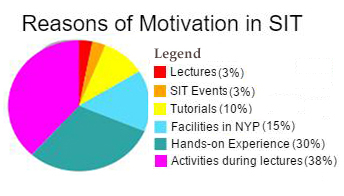 Reasons of Motivation in SIT
Legend
Lectures (3%)
SIT Events (3%)
Tutorials (10%)
Facilities in NYP (15%)
Hands-on Experience (30%)
Activities during lectures (38%)